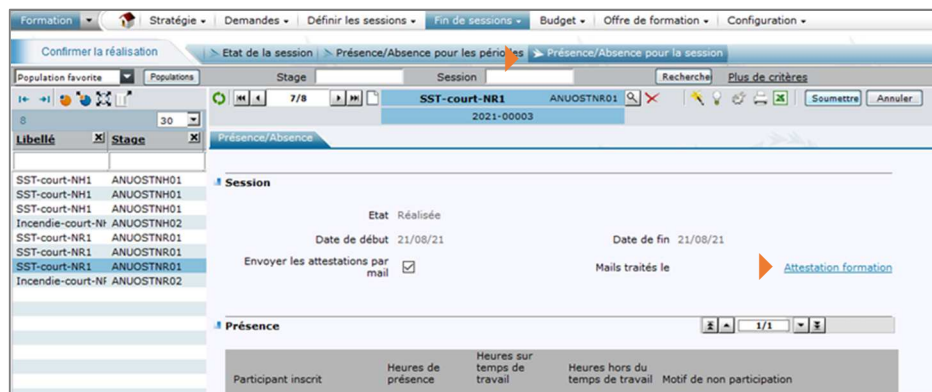 Formation Stratégie Demandes Définir les sessions Fin de sessions Budget Offre de formation Configuration
Confirmer la réalisation Etat de la session Présence/Absence pour les périodes Présence/Absence pour la session
Population favorite Populations Stage Session Recherche Plus de critères
7/8 SST-court-NR1 ANUOSTNR01 Soumettre Annuler
8 30 2021-00003
Libellé Stage Présence/Absence
SST-court-NH1 ANUOSTNH01
SST-court-NH1 ANUOSTNH01
SST-court-NH1 ANUOSTNH01
Incendie-court-NH ANUOSTNH02
SST-court-NR1 ANUOSTNR01
SST-court-NR1 ANUOSTNR01
SST-court-NR1 ANUOSTNR01
Incendie-court-NF ANUOSTNR02
Session
Etat Réalisée
Date de début 21/08/21 Date de fin 21/08/21
Envoyer les attestations par mail Mails traités le Attestation formation
Présence 1/1
Participant inscrit Heures de présence Heures sur temps de travail Heures hors du temps de travail Motif de non participation